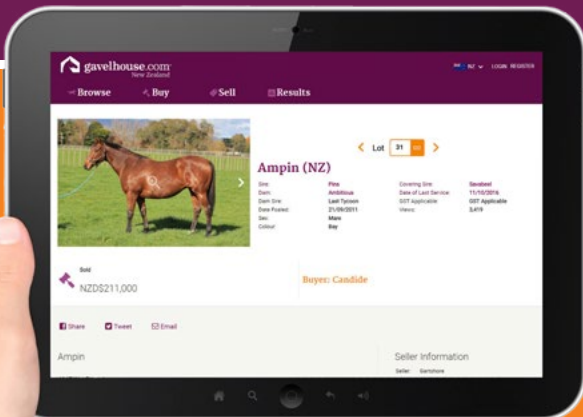 gavelhouse.com
New Zealand
NZ LOGIN REGISTER
Browse Buy Sell Results
Lot 31
Ampin (NZ)
Sire: Pins Covering Sire: Savabeel
Dam: Ambitious Date of Last Service: 11/10/2016
Dam Sire: Last Tycoon GST Applicable: GST Applicable
Date Foaled: 21/09/2011 Views: 3,419
Sex: Mare
Colour: Bay
Sold
NZD$211,000
Buyer: Candide
Share Tweet Email
Ampin Seller Information
Seller